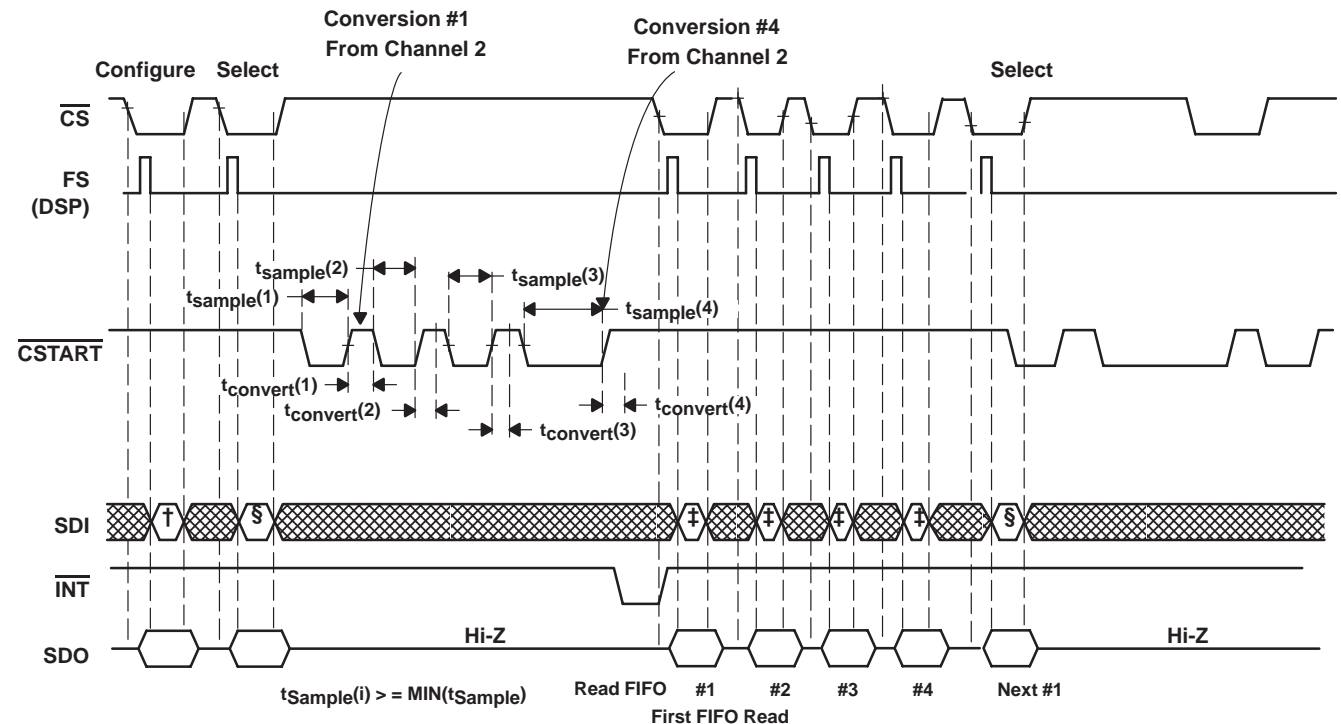 Conversion #1
From Channel 2
Conversion #4
From Channel 2
Configure
Select
Select
CS
FS
(DSP)
tsample(2)
tsample(3)
tsample(1)
tsample(4)
CSTART
tconvert(1)
tconvert(2)
tconvert(4)
tconvert(3)
SDI
†
§
‡
‡
‡
‡
§
INT
Hi-Z
Hi-Z
SDO
tSample(i) > = MIN(tSample)
Read FIFO
#1
#2
#3
#4
Next #1
First FIFO Read